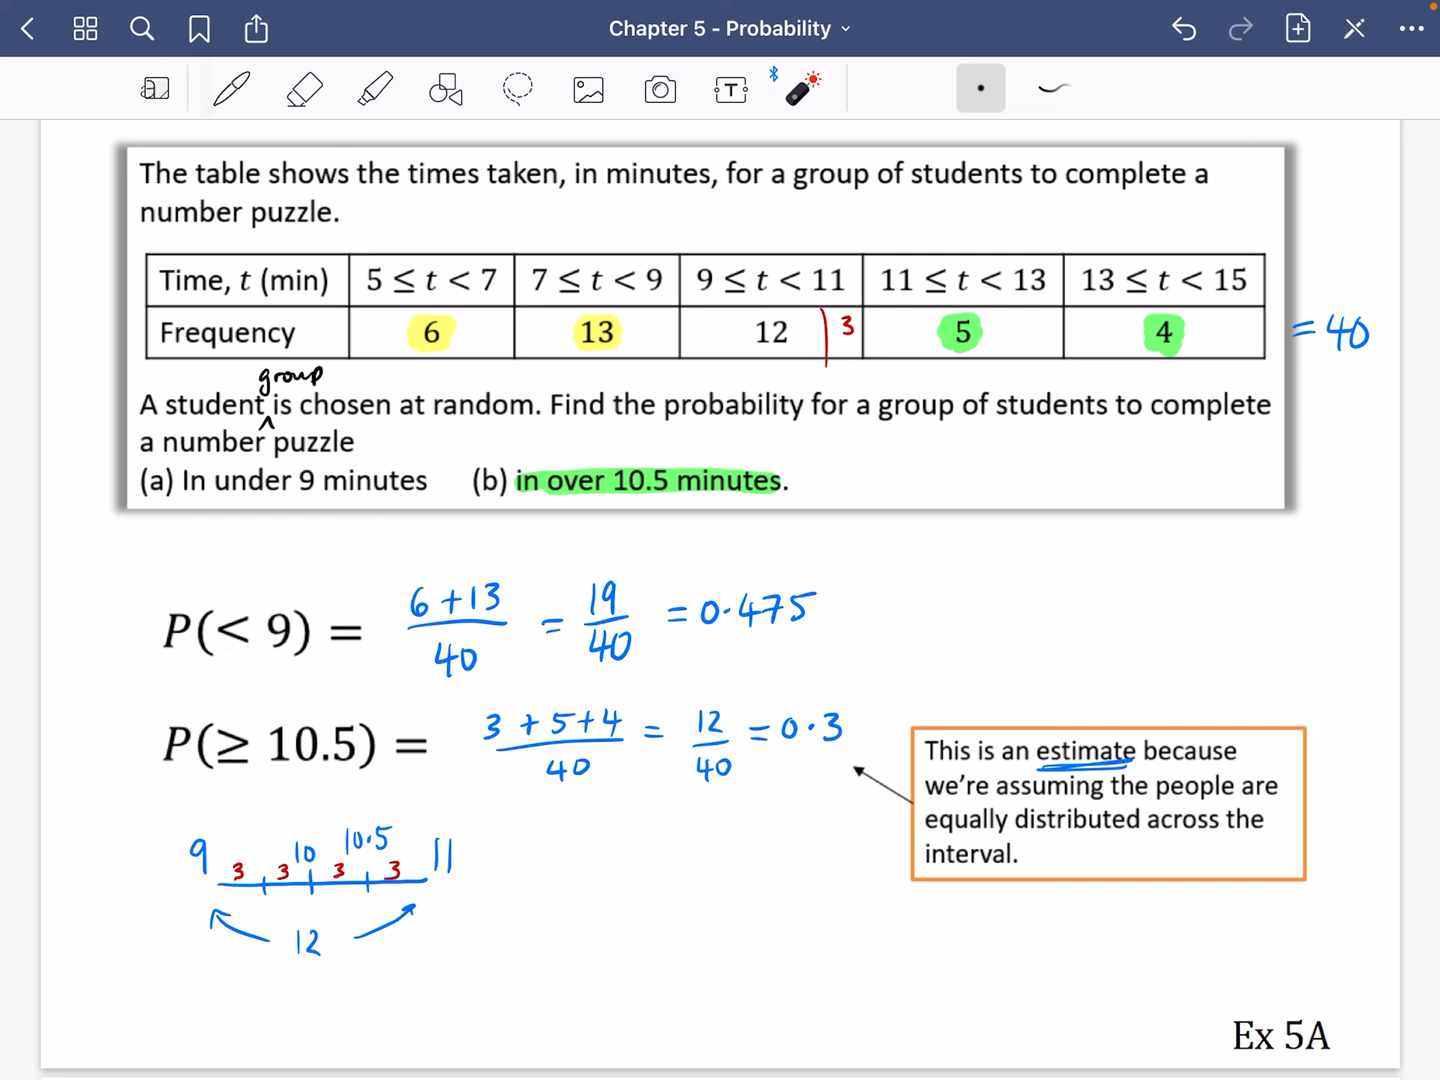 Chapter 5 - Probability
The table shows the times taken, in minutes, for a group of students to complete a
number puzzle.
Time, t (min) 5 ≤ t < 7 7 ≤ t < 9 9 ≤ t < 11 11 ≤ t < 13 13 ≤ t < 15
Frequency 6 13 12 3 5 4 = 40
group
A student is chosen at random. Find the probability for a group of students to complete
a number puzzle
(a) In under 9 minutes (b) in over 10.5 minutes.
P(< 9) = 6 + 13 / 40 = 19 / 40 = 0.475
P(≥ 10.5) = 3 + 5 + 4 / 40 = 12 / 40 = 0.3
This is an estimate because
we're assuming the people are
equally distributed across the
interval.
9 10 10.5 11
3 3 3 3
12
Ex 5A